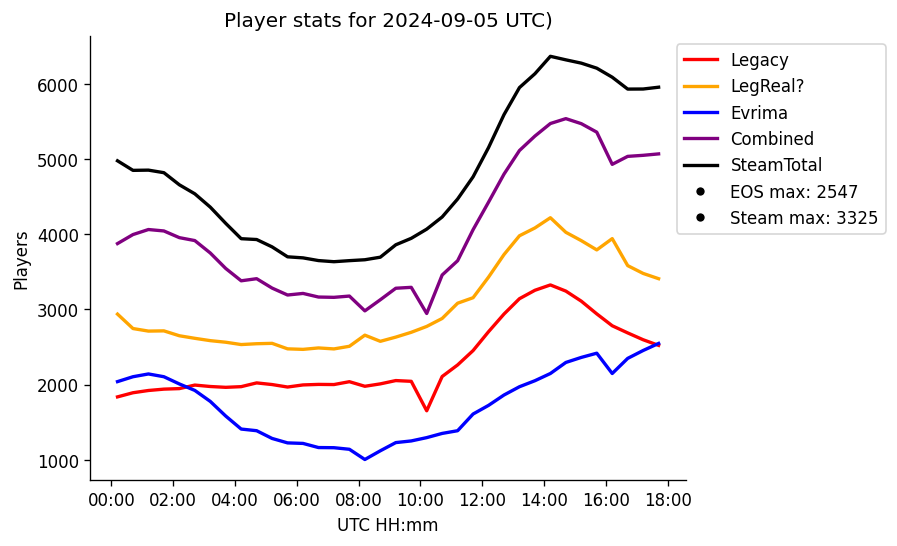 Player stats for 2024-09-05 UTC)
Legacy
LegReal?
Evrima
Combined
SteamTotal
EOS max: 2547
Steam max: 3325
Players
6000
5000
4000
3000
2000
1000
00:00 02:00 04:00 06:00 08:00 10:00 12:00 14:00 16:00 18:00
UTC HH:mm